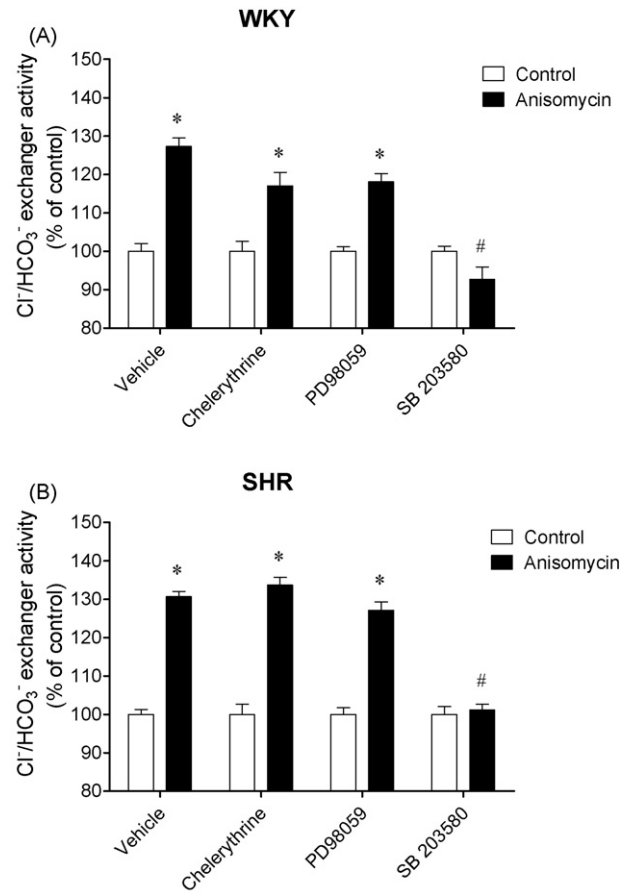 WKY
(A)
Cl⁻/HCO₃⁻ exchanger activity
(% of control)
150
140
130
120
110
100
90
80
*
*
*
#
Control
Anisomycin
Vehicle
Chelerythrine
PD98059
SB 203580
SHR
(B)
Cl⁻/HCO₃⁻ exchanger activity
(% of control)
150
140
130
120
110
100
90
80
*
*
*
#
Control
Anisomycin
Vehicle
Chelerythrine
PD98059
SB 203580